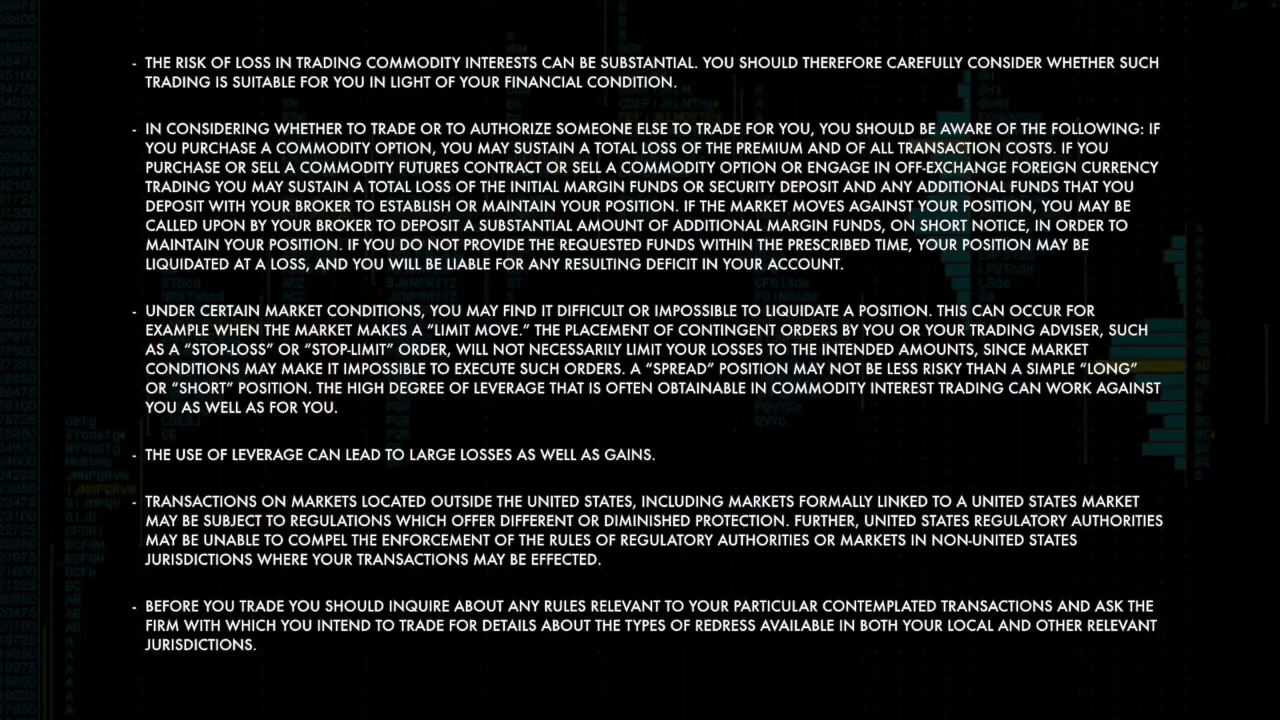 - THE RISK OF LOSS IN TRADING COMMODITY INTERESTS CAN BE SUBSTANTIAL. YOU SHOULD THEREFORE CAREFULLY CONSIDER WHETHER SUCH
TRADING IS SUITABLE FOR YOU IN LIGHT OF YOUR FINANCIAL CONDITION.
- IN CONSIDERING WHETHER TO TRADE OR TO AUTHORIZE SOMEONE ELSE TO TRADE FOR YOU, YOU SHOULD BE AWARE OF THE FOLLOWING: IF
YOU PURCHASE A COMMODITY OPTION, YOU MAY SUSTAIN A TOTAL LOSS OF THE PREMIUM AND OF ALL TRANSACTION COSTS. IF YOU
PURCHASE OR SELL A COMMODITY FUTURES CONTRACT OR SELL A COMMODITY OPTION OR ENGAGE IN OFF-EXCHANGE FOREIGN CURRENCY
TRADING YOU MAY SUSTAIN A TOTAL LOSS OF THE INITIAL MARGIN FUNDS OR SECURITY DEPOSIT AND ANY ADDITIONAL FUNDS THAT YOU
DEPOSIT WITH YOUR BROKER TO ESTABLISH OR MAINTAIN YOUR POSITION. IF THE MARKET MOVES AGAINST YOUR POSITION, YOU MAY BE
CALLED UPON BY YOUR BROKER TO DEPOSIT A SUBSTANTIAL AMOUNT OF ADDITIONAL MARGIN FUNDS, ON SHORT NOTICE, IN ORDER TO
MAINTAIN YOUR POSITION. IF YOU DO NOT PROVIDE THE REQUESTED FUNDS WITHIN THE PRESCRIBED TIME, YOUR POSITION MAY BE
LIQUIDATED AT A LOSS, AND YOU WILL BE LIABLE FOR ANY RESULTING DEFICIT IN YOUR ACCOUNT.
- UNDER CERTAIN MARKET CONDITIONS, YOU MAY FIND IT DIFFICULT OR IMPOSSIBLE TO LIQUIDATE A POSITION. THIS CAN OCCUR FOR
EXAMPLE WHEN THE MARKET MAKES A “LIMIT MOVE.” THE PLACEMENT OF CONTINGENT ORDERS BY YOU OR YOUR TRADING ADVISER, SUCH
AS A “STOP-LOSS” OR “STOP-LIMIT” ORDER, WILL NOT NECESSARILY LIMIT YOUR LOSSES TO THE INTENDED AMOUNTS, SINCE MARKET
CONDITIONS MAY MAKE IT IMPOSSIBLE TO EXECUTE SUCH ORDERS. A “SPREAD” POSITION MAY NOT BE LESS RISKY THAN A SIMPLE “LONG”
OR “SHORT” POSITION. THE HIGH DEGREE OF LEVERAGE THAT IS OFTEN OBTAINABLE IN COMMODITY INTEREST TRADING CAN WORK AGAINST
YOU AS WELL AS FOR YOU.
- THE USE OF LEVERAGE CAN LEAD TO LARGE LOSSES AS WELL AS GAINS.
- TRANSACTIONS ON MARKETS LOCATED OUTSIDE THE UNITED STATES, INCLUDING MARKETS FORMALLY LINKED TO A UNITED STATES MARKET
MAY BE SUBJECT TO REGULATIONS WHICH OFFER DIFFERENT OR DIMINISHED PROTECTION. FURTHER, UNITED STATES REGULATORY AUTHORITIES
MAY BE UNABLE TO COMPEL THE ENFORCEMENT OF THE RULES OF REGULATORY AUTHORITIES OR MARKETS IN NON-UNITED STATES
JURISDICTIONS WHERE YOUR TRANSACTIONS MAY BE EFFECTED.
- BEFORE YOU TRADE YOU SHOULD INQUIRE ABOUT ANY RULES RELEVANT TO YOUR PARTICULAR CONTEMPLATED TRANSACTIONS AND ASK THE
FIRM WITH WHICH YOU INTEND TO TRADE FOR DETAILS ABOUT THE TYPES OF REDRESS AVAILABLE IN BOTH YOUR LOCAL AND OTHER RELEVANT
JURISDICTIONS.